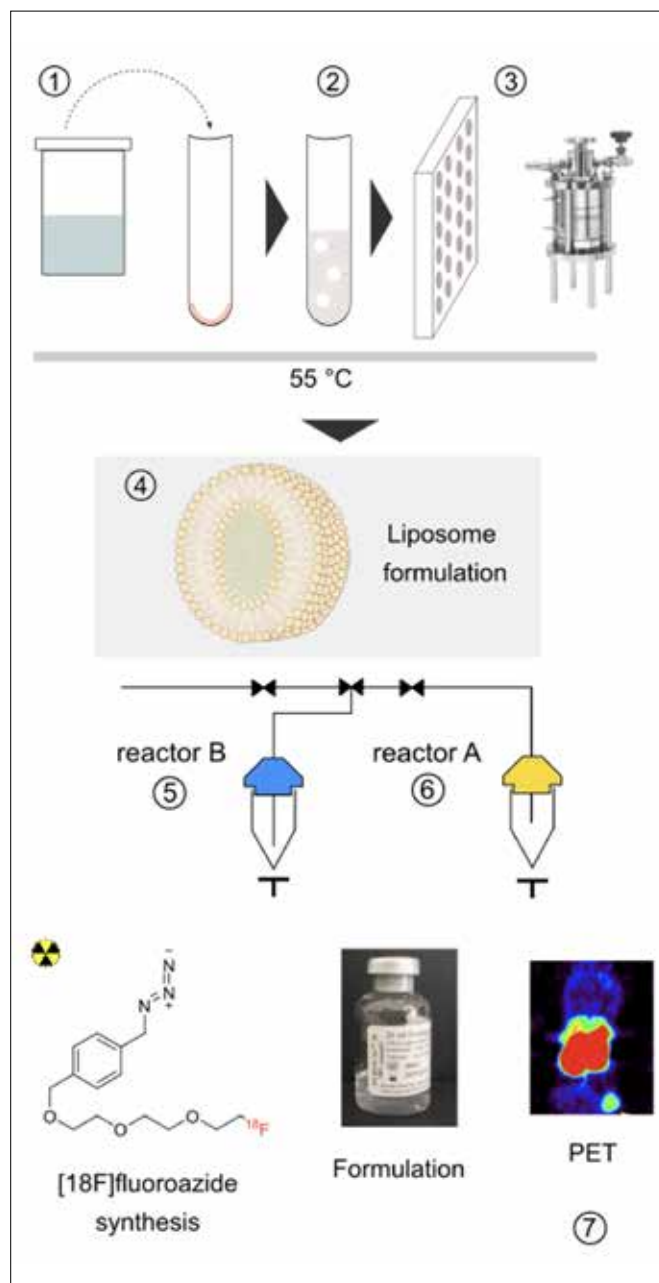 ① ② ③
55 °C
④
Liposome
formulation
reactor B
⑤
reactor A
⑥
N
N
N
+
−
O
O
O
18F
[18F]fluoroazide
synthesis
Formulation
PET
⑦